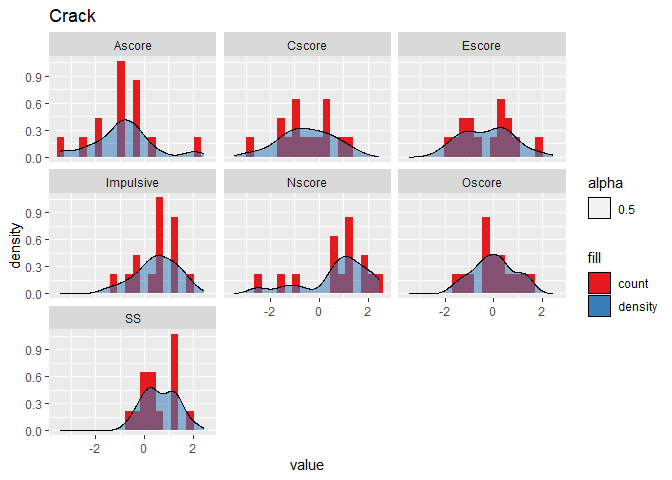 Crack
Ascore Cscore Escore
0.9
0.6
0.3
0.0
Impulsive Nscore Oscore
0.9
0.6
0.3
0.0
-2 0 2 -2 0 2
SS
0.9
0.6
0.3
0.0
-2 0 2
density
value
alpha
0.5
fill
count
density